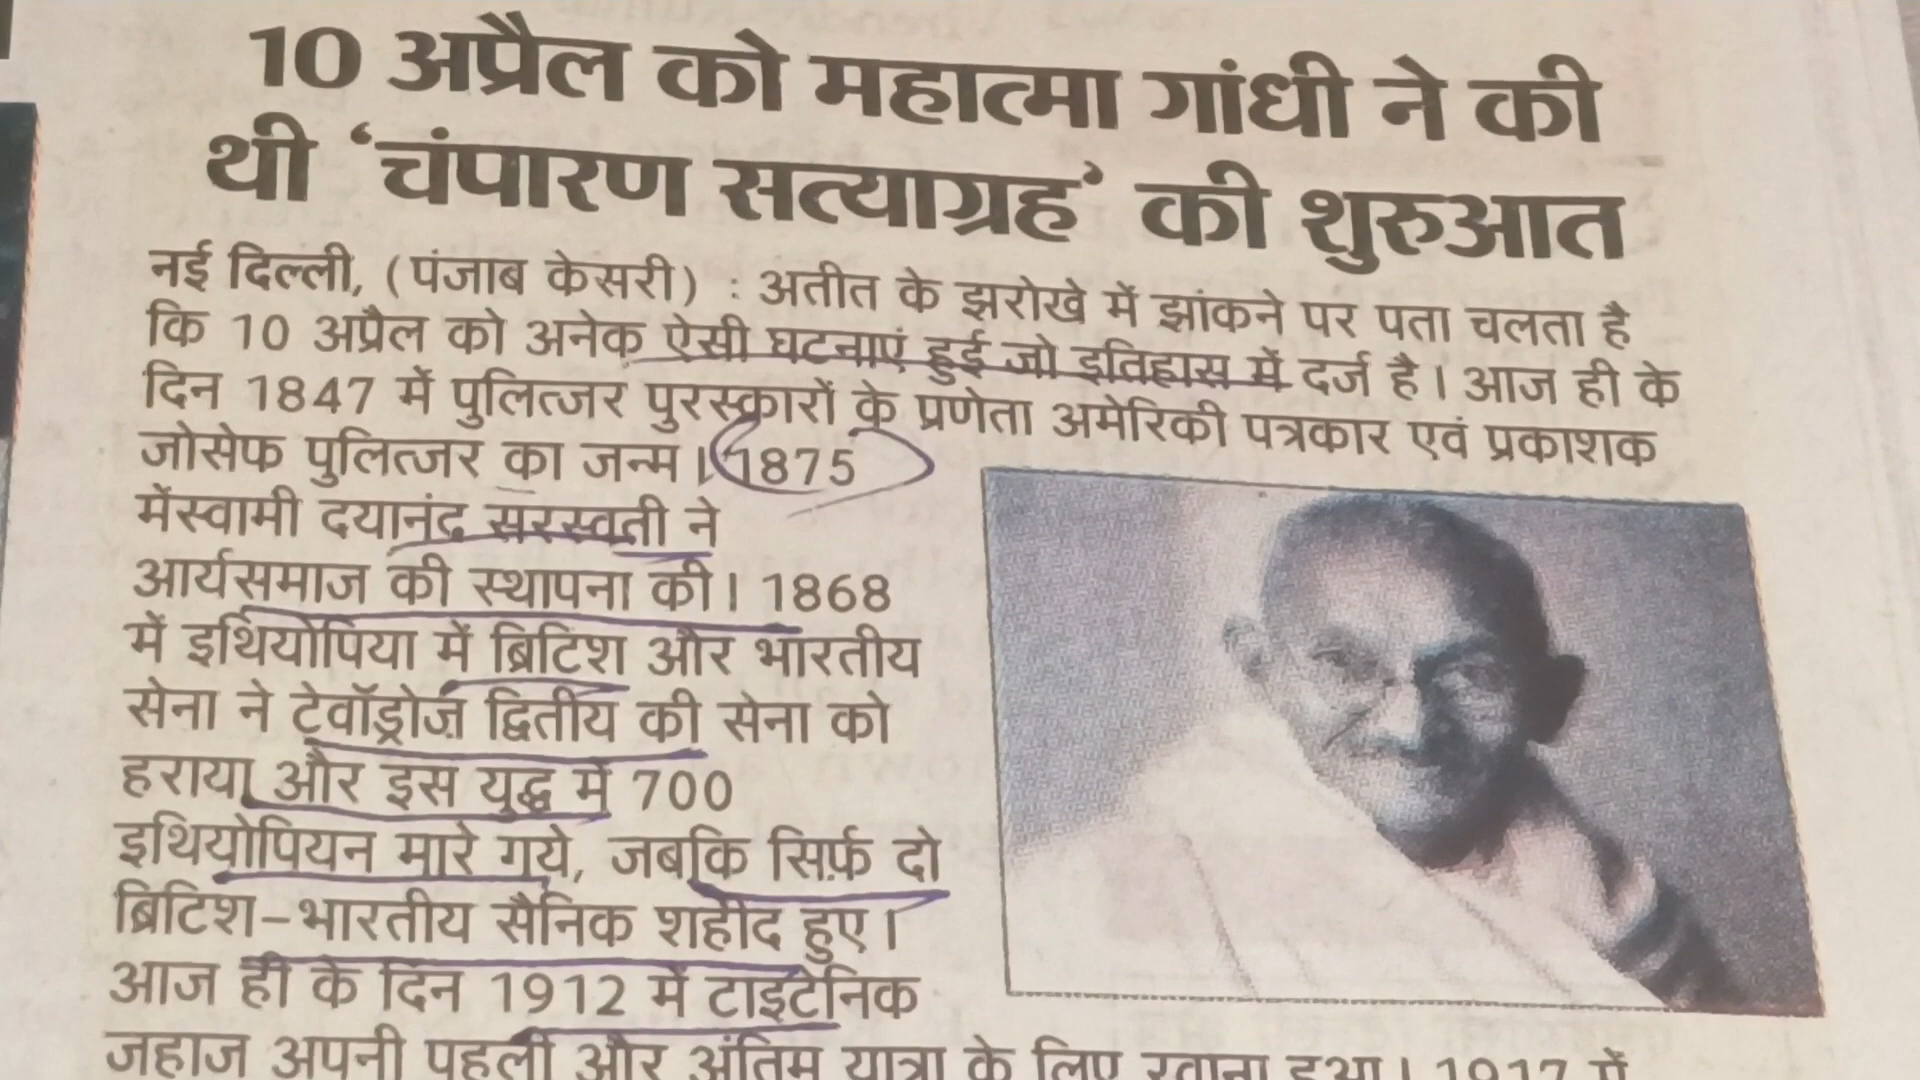 10 अप्रैल को महात्मा गांधी ने की
थी ‘चंपारण सत्याग्रह’ की शुरुआत
नई दिल्ली, (पंजाब केसरी) : अतीत के झरोखे में झांकने पर पता चलता है
कि 10 अप्रैल को अनेक ऐसी घटनाएं हुई जो इतिहास में दर्ज है। आज ही के
दिन 1847 में पुलित्जर पुरस्कारों के प्रणेता अमेरिकी पत्रकार एवं प्रकाशक
जोसेफ पुलित्जर का जन्म। 1875
मेंस्वामी दयानंद सरस्वती ने
आर्यसमाज की स्थापना की। 1868
में इथियोपिया में ब्रिटिश और भारतीय
सेना ने टेवॉड्रोज़ द्वितीय की सेना को
हराया और इस युद्ध में 700
इथियोपियन मारे गये, जबकि सिर्फ़ दो
ब्रिटिश-भारतीय सैनिक शहीद हुए।
आज ही के दिन 1912 में टाइटेनिक
जहाज अपनी पहली और अंतिम यात्रा के लिए रवाना हुआ। 1917 में